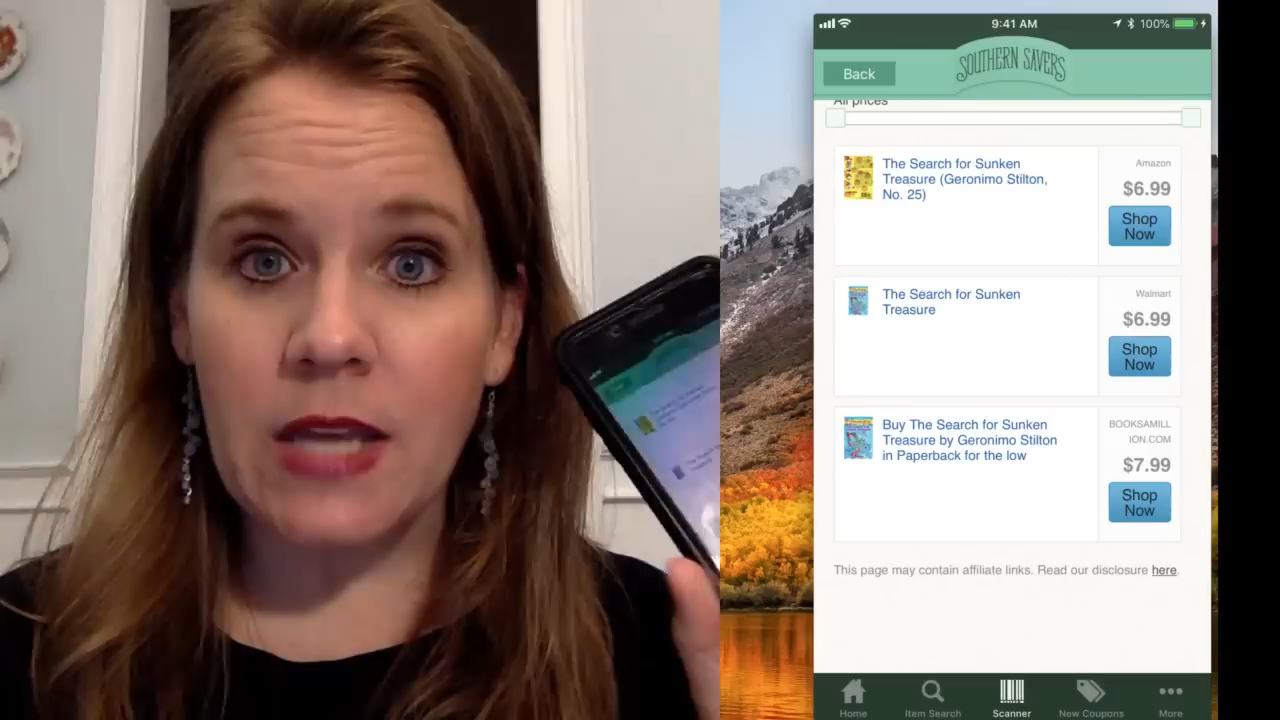 9:41 AM
100%
Back
SOUTHERN SAVERS
All prices
The Search for Sunken
Treasure (Geronimo Stilton,
No. 25)
Amazon
$6.99
Shop
Now
The Search for Sunken
Treasure
Walmart
$6.99
Shop
Now
Buy The Search for Sunken
Treasure by Geronimo Stilton
in Paperback for the low
BOOKSAMILL
ION.COM
$7.99
Shop
Now
This page may contain affiliate links. Read our disclosure here.
Home
Item Search
Scanner
New Coupons
More